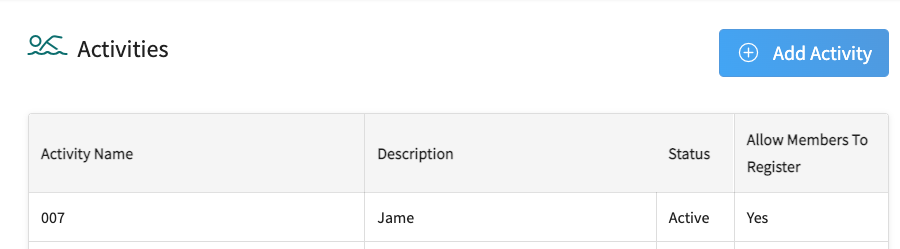 Activities
Add Activity
Activity Name
Description
Status
Allow Members To
Register
007
Jame
Active
Yes